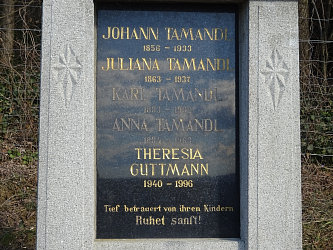 JOHANN TAMANDL
1856 - 1933
JULIANA TAMANDL
1863 - 1937
KARL TAMANDL
ANNA TAMANDL
THERESIA
GUTTMANN
1940 - 1996
Tief betrauert von ihren Kindern
Ruhet sanft!